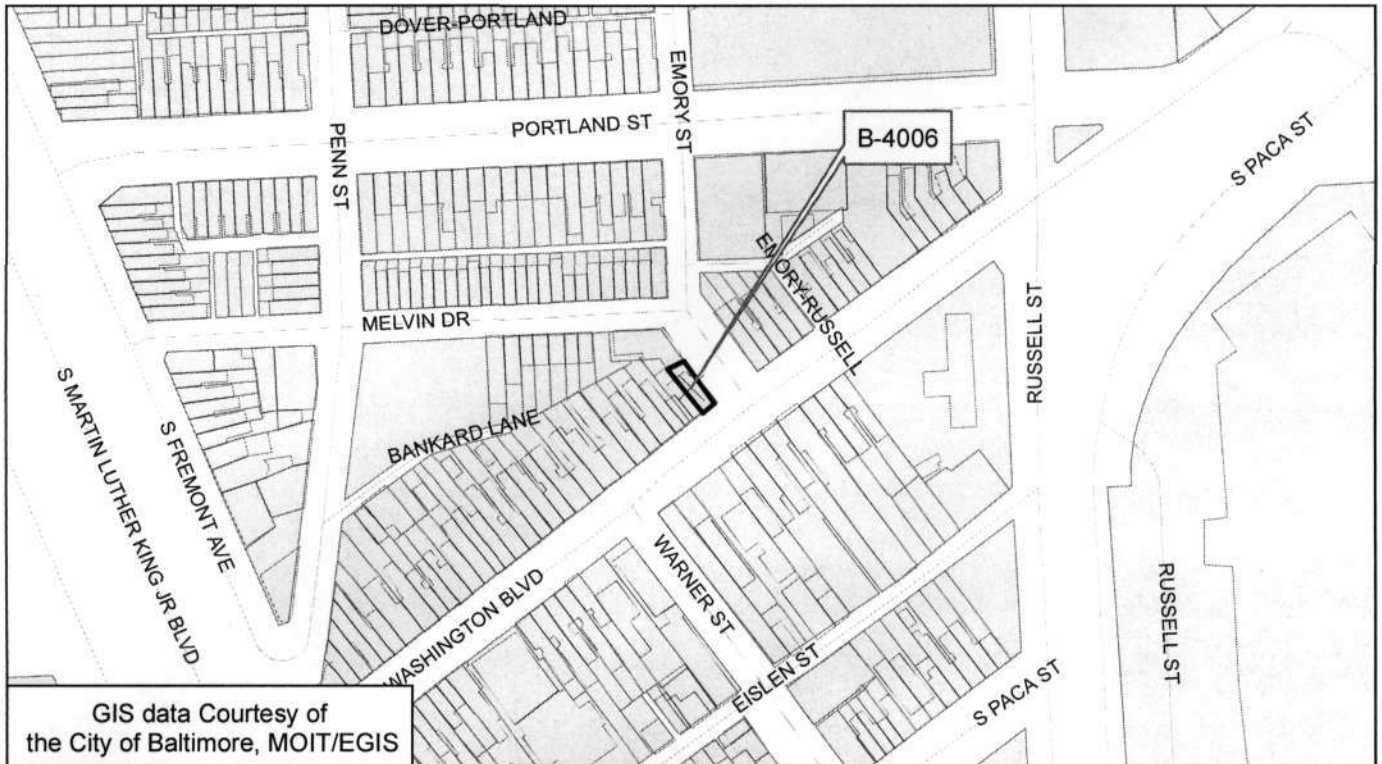 DOVER-PORTLAND
EMORY ST
PORTLAND ST
B-4006
PENN ST
S PACA ST
EMORY-RUSSELL
MELVIN DR
RUSSELL ST
S MARTIN LUTHER KING JR BLVD
S FREMONT AVE
BANKARD LANE
WASHINGTON BLVD
WARNER ST
EISLEN ST
RUSSELL ST
S PACA ST
GIS data Courtesy of
the City of Baltimore, MOIT/EGIS